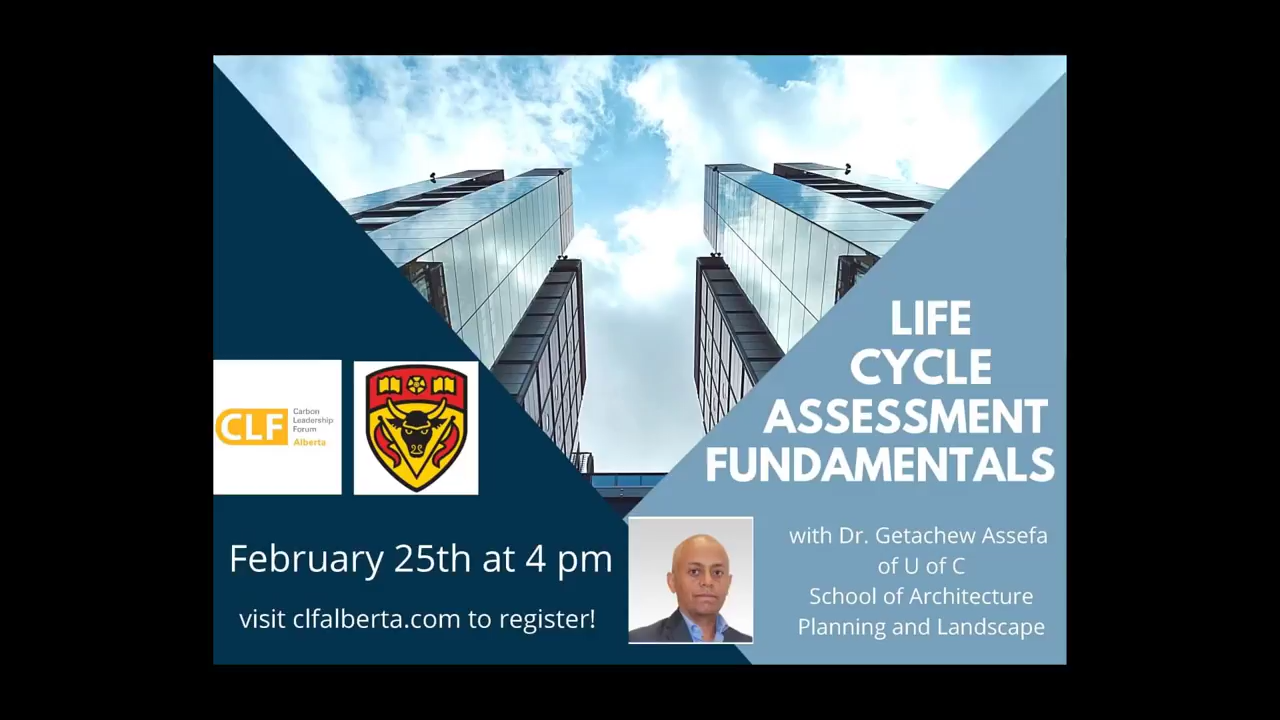 LIFE
CYCLE
ASSESSMENT
FUNDAMENTALS
CLF
Carbon
Leadership
Forum
Alberta
February 25th at 4 pm
visit clfalberta.com to register!
with Dr. Getachew Assefa
of U of C
School of Architecture
Planning and Landscape